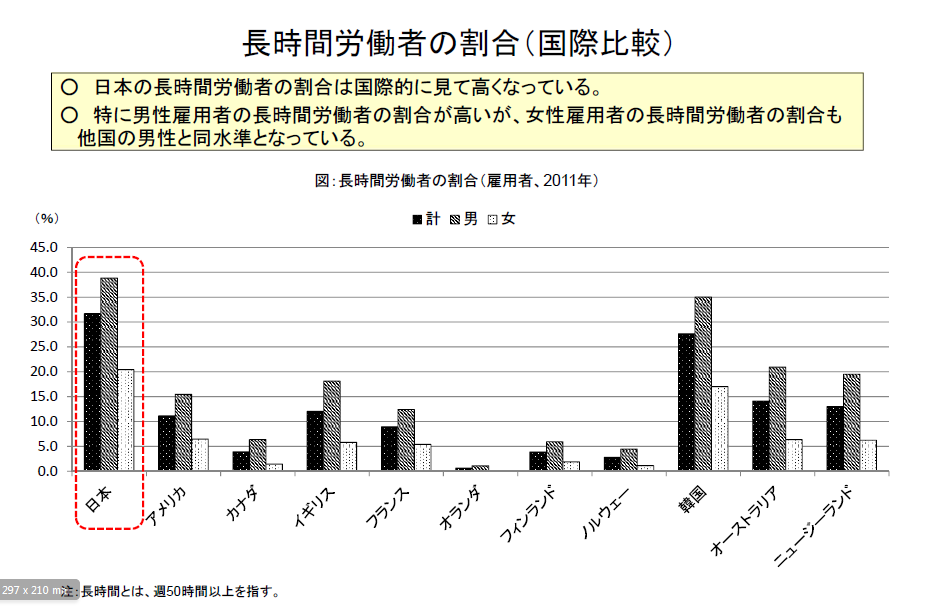 長時間労働者の割合（国際比較）
○　日本の長時間労働者の割合は国際的に見て高くなっている。
○　特に男性雇用者の長時間労働者の割合が高いが、女性雇用者の長時間労働者の割合も
他国の男性と同水準となっている。
図：長時間労働者の割合（雇用者、2011年）
（%）
計 男 女
45.0
40.0
35.0
30.0
25.0
20.0
15.0
10.0
5.0
0.0
日本
アメリカ
カナダ
イギリス
フランス
オランダ
フィンランド
ノルウェー
韓国
オーストラリア
ニュージーランド
297 x 210 m
注：長時間とは、週50時間以上を指す。